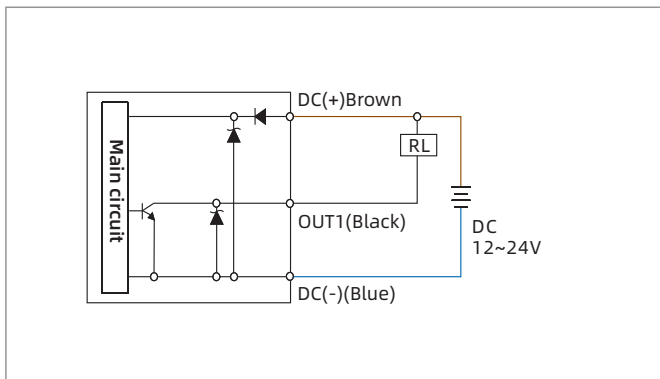 DC(+)Brown
RL
Main circuit
OUT1(Black)
DC
12~24V
DC(-)(Blue)